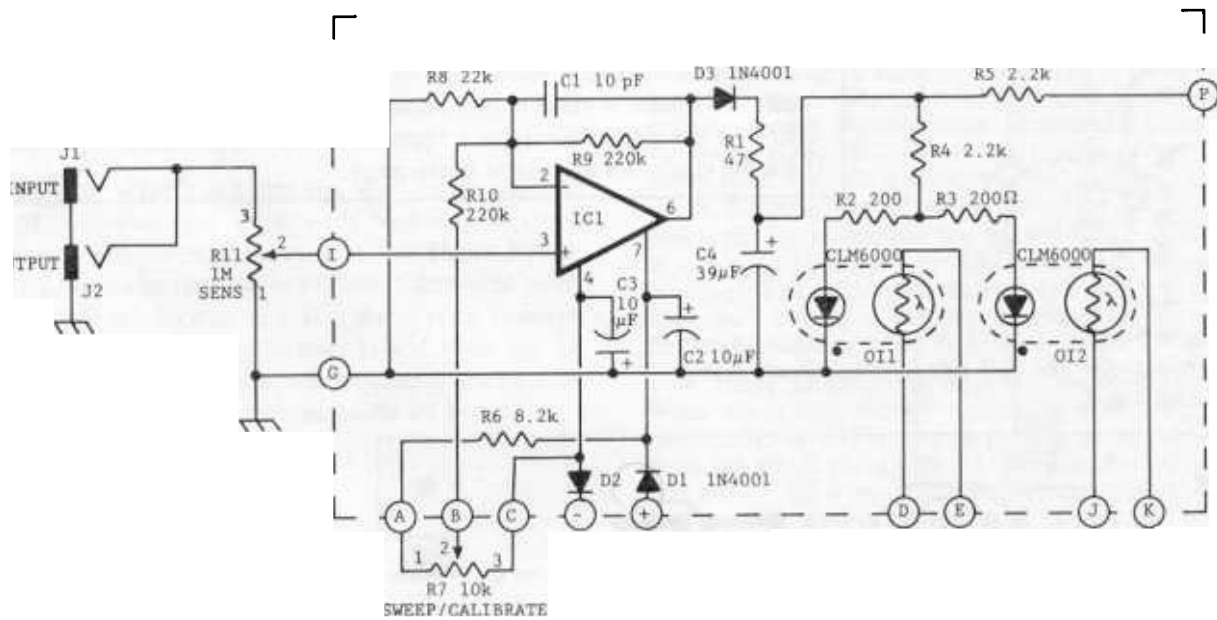 R8 22k
C1 10 pF
D3 1N4001
R5 2.2k
P
J1
INPUT
R9 220k
R1
47
R4 2.2k
3
2
R10
220k
2
−
IC1
6
R2 200
R3 200Ω
R11
1M
SENS
1
I
3
+
7
4
TPUT
J2
C4
39μF
+
CLM6000
CLM6000
C3
10
μF
+
+
C2 10μF
λ
λ
OI1
OI2
G
R6 8.2k
D2
D1 1N4001
A
B
C
-
+
D
E
J
K
1
2
3
R7 10k
SWEEP/CALIBRATE